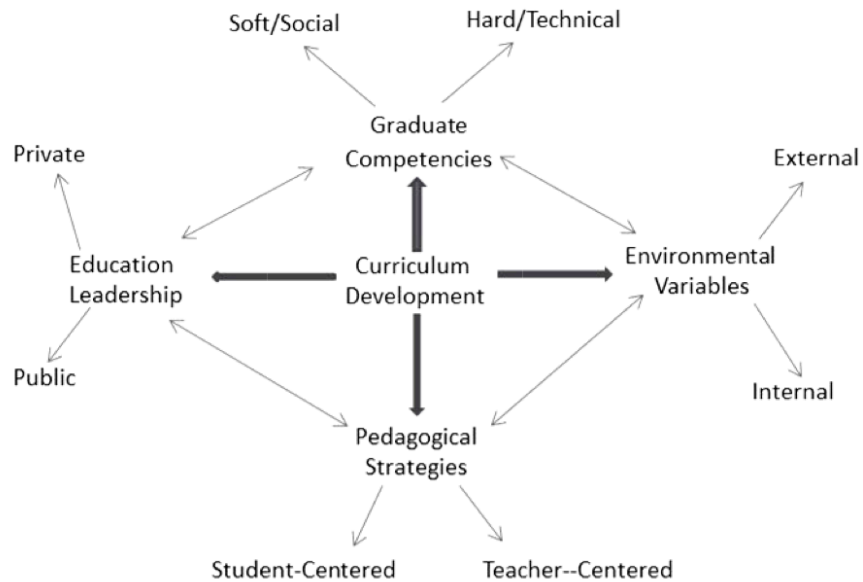 Soft/Social
Hard/Technical
Graduate
Competencies
Private
External
Education
Leadership
Curriculum
Development
Environmental
Variables
Public
Internal
Pedagogical
Strategies
Student-Centered
Teacher--Centered